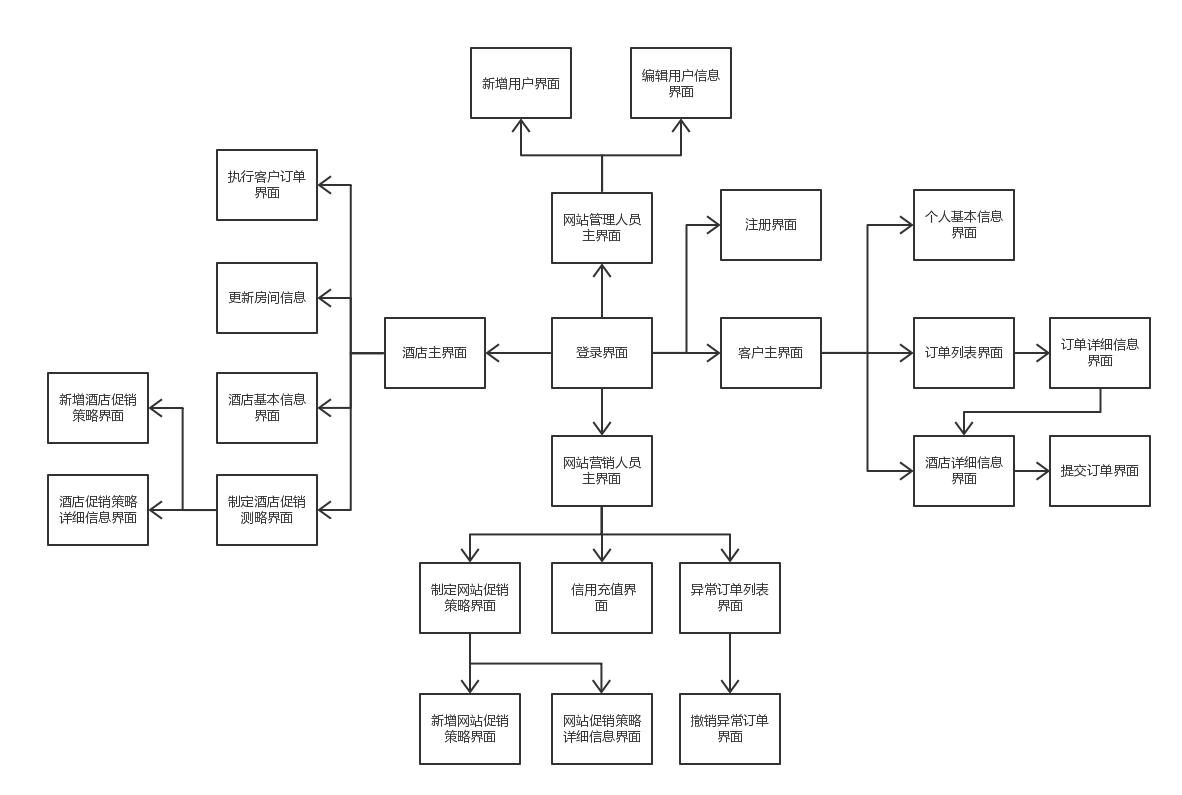 新增用户界面
编辑用户信息
界面
执行客户订单
界面
网站管理人员
主界面
注册界面
个人基本信息
界面
更新房间信息
酒店主界面
登录界面
客户主界面
订单列表界面
订单详细信息
界面
新增酒店促销
策略界面
酒店基本信息
界面
网站营销人员
主界面
酒店详细信息
界面
提交订单界面
酒店促销策略
详细信息界面
制定酒店促销
测略界面
制定网站促销
策略界面
信用充值界
面
异常订单列表
界面
新增网站促销
策略界面
网站促销策略
详细信息界面
撤销异常订单
界面